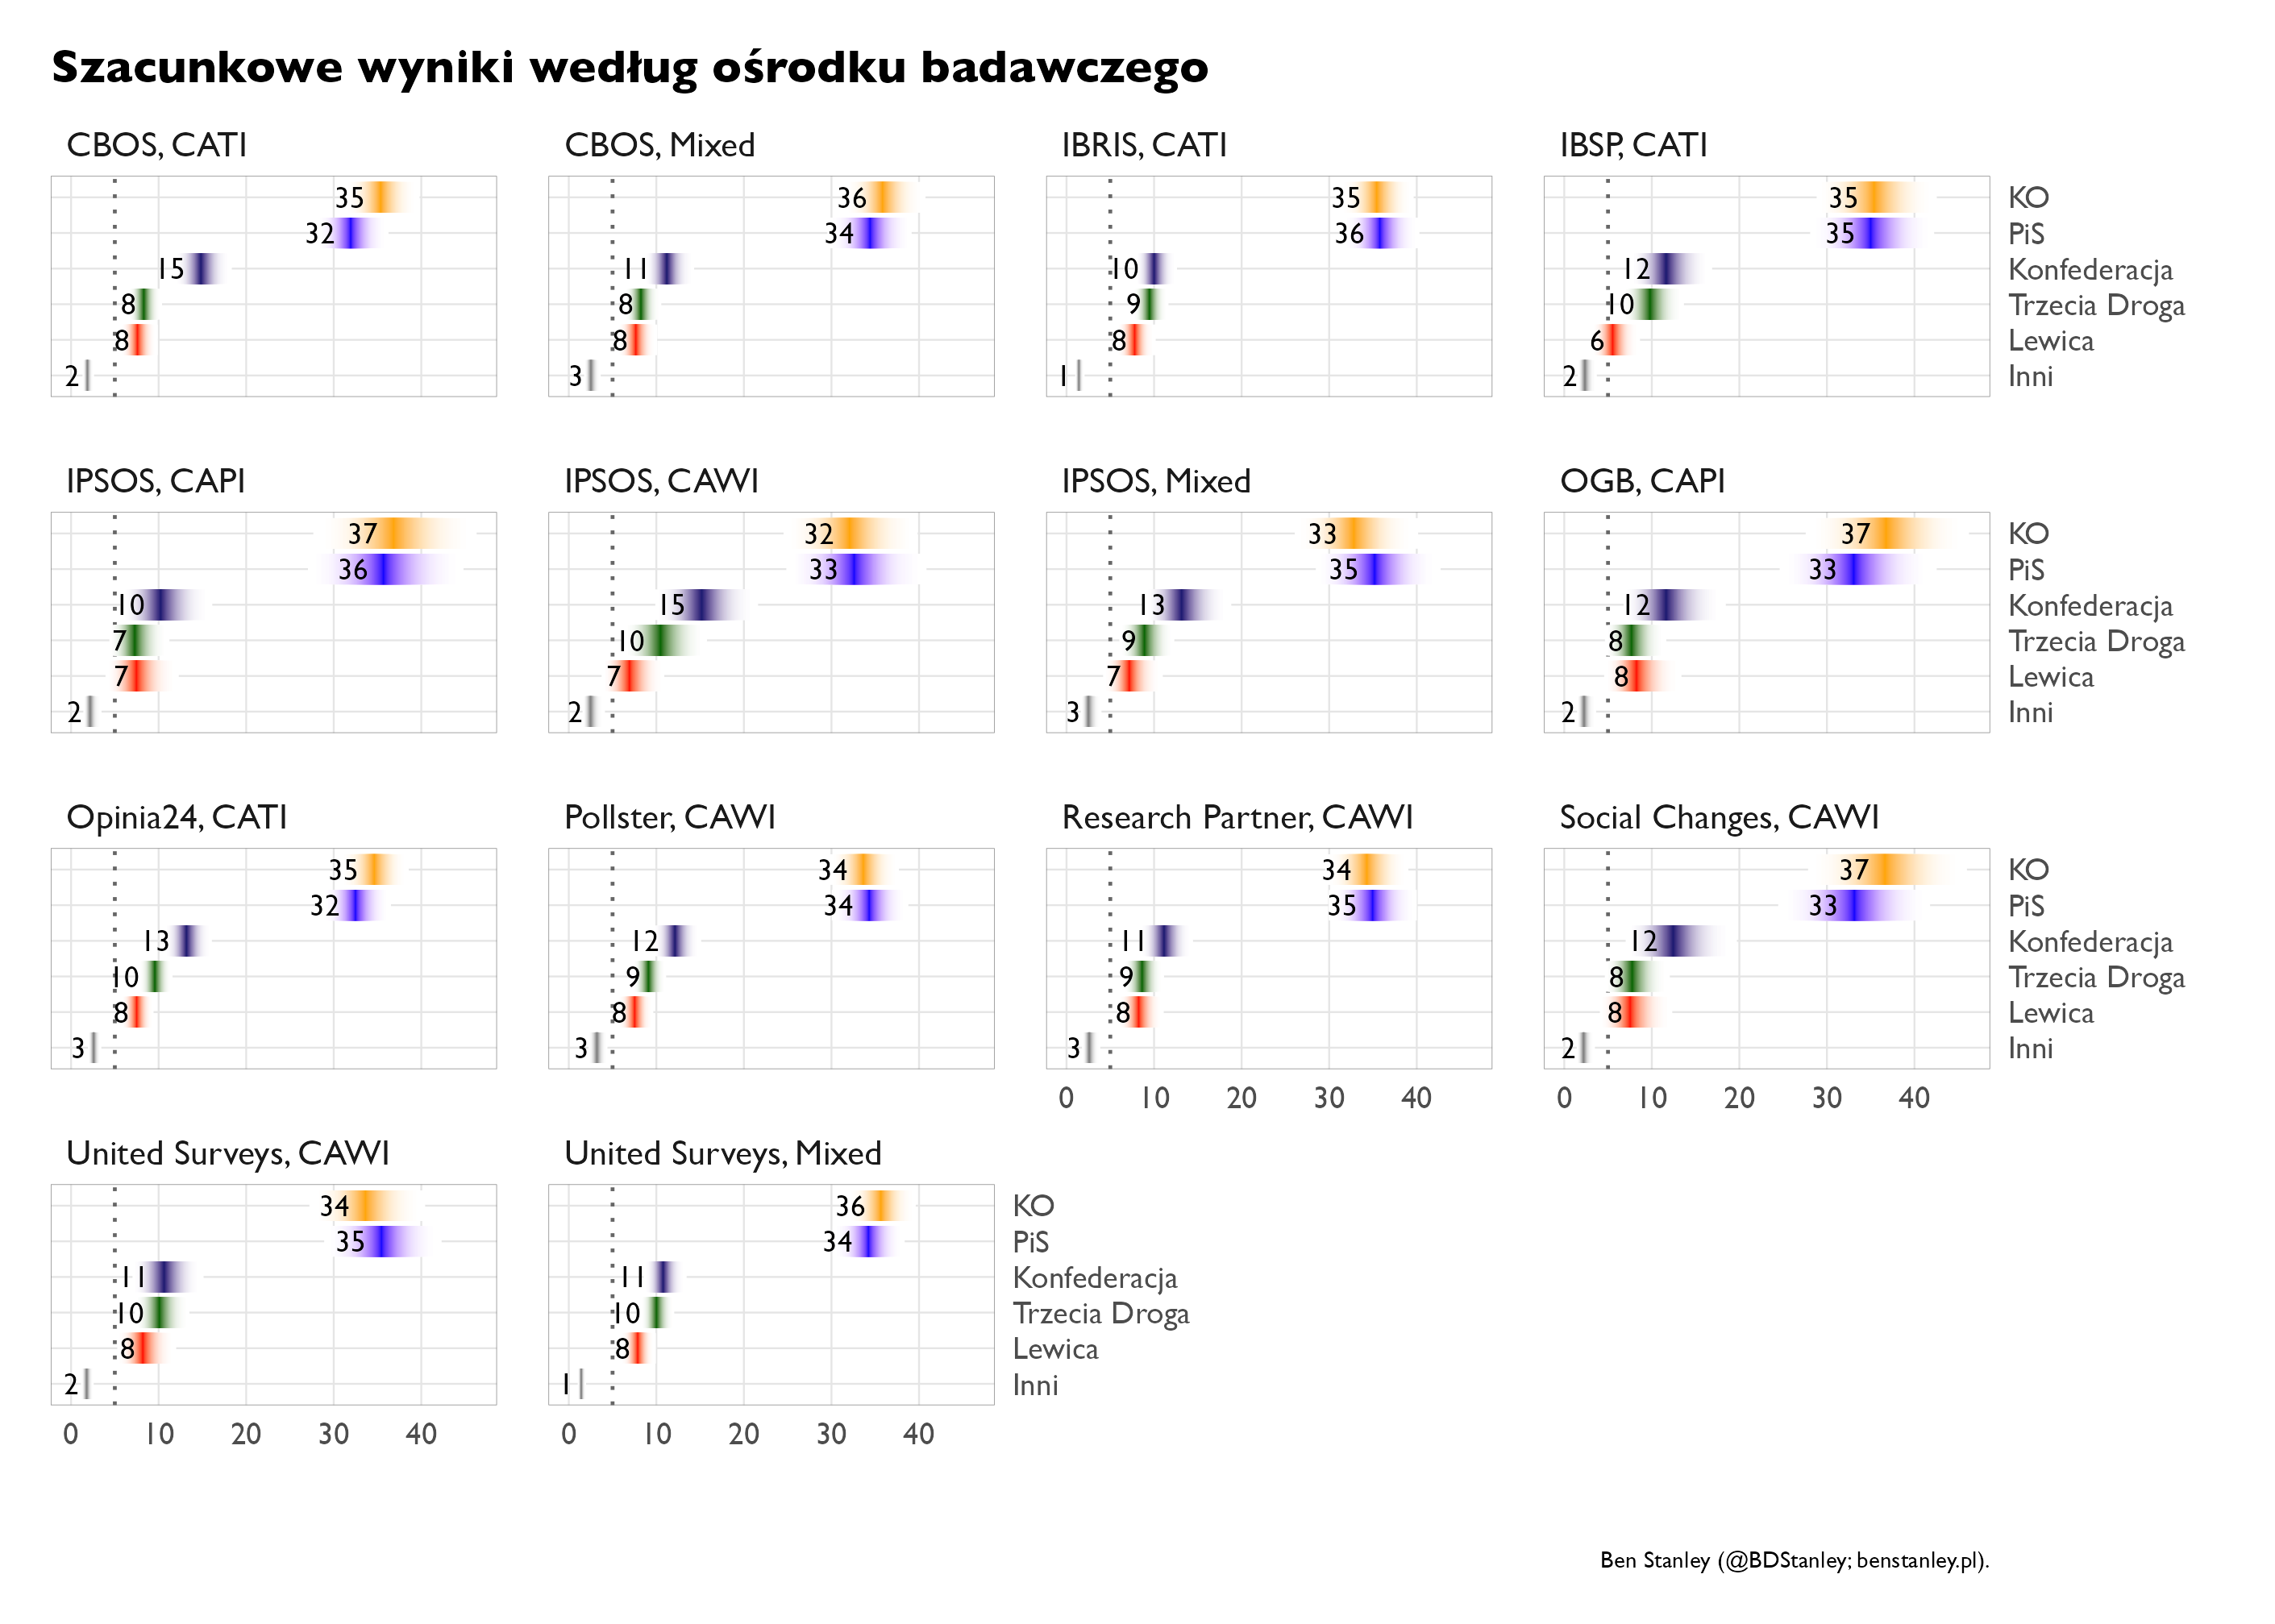 Szacunkowe wyniki według ośrodku badawczego
CBOS, CATI
CBOS, Mixed
IBRIS, CATI
IBSP, CATI
35
32
15
8
8
2
36
34
11
8
8
3
35
36
10
9
8
1
35
35
12
10
6
2
KO
PiS
Konfederacja
Trzecia Droga
Lewica
Inni
IPSOS, CAPI
IPSOS, CAWI
IPSOS, Mixed
OGB, CAPI
37
36
10
7
7
2
32
33
15
10
7
2
33
35
13
9
7
3
37
33
12
8
8
2
KO
PiS
Konfederacja
Trzecia Droga
Lewica
Inni
Opinia24, CATI
Pollster, CAWI
Research Partner, CAWI
Social Changes, CAWI
35
32
13
10
8
3
34
34
12
9
8
3
34
35
11
9
8
3
37
33
12
8
8
2
KO
PiS
Konfederacja
Trzecia Droga
Lewica
Inni
0 10 20 30 40
0 10 20 30 40
United Surveys, CAWI
United Surveys, Mixed
34
35
11
10
8
2
36
34
11
10
8
1
KO
PiS
Konfederacja
Trzecia Droga
Lewica
Inni
0 10 20 30 40
0 10 20 30 40
Ben Stanley (@BDStanley; benstanley.pl).